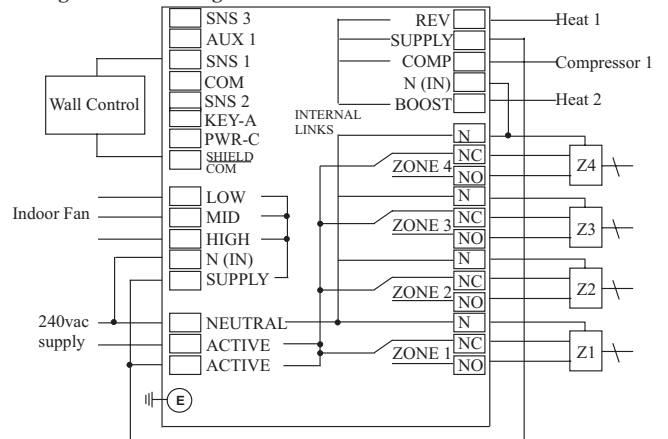 SNS 3
AUX 1
SNS 1
COM
SNS 2
KEY-A
PWR-C
SHIELD
COM
Wall Control
LOW
MID
HIGH
N (IN)
SUPPLY
Indoor Fan
NEUTRAL
ACTIVE
ACTIVE
240vac
supply
E
INTERNAL
LINKS
REV
SUPPLY
COMP
N (IN)
BOOST
Heat 1
Compressor 1
Heat 2
N
NC
NO
ZONE 4
Z4
N
NC
NO
ZONE 3
Z3
N
NC
NO
ZONE 2
Z2
N
NC
NO
ZONE 1
Z1